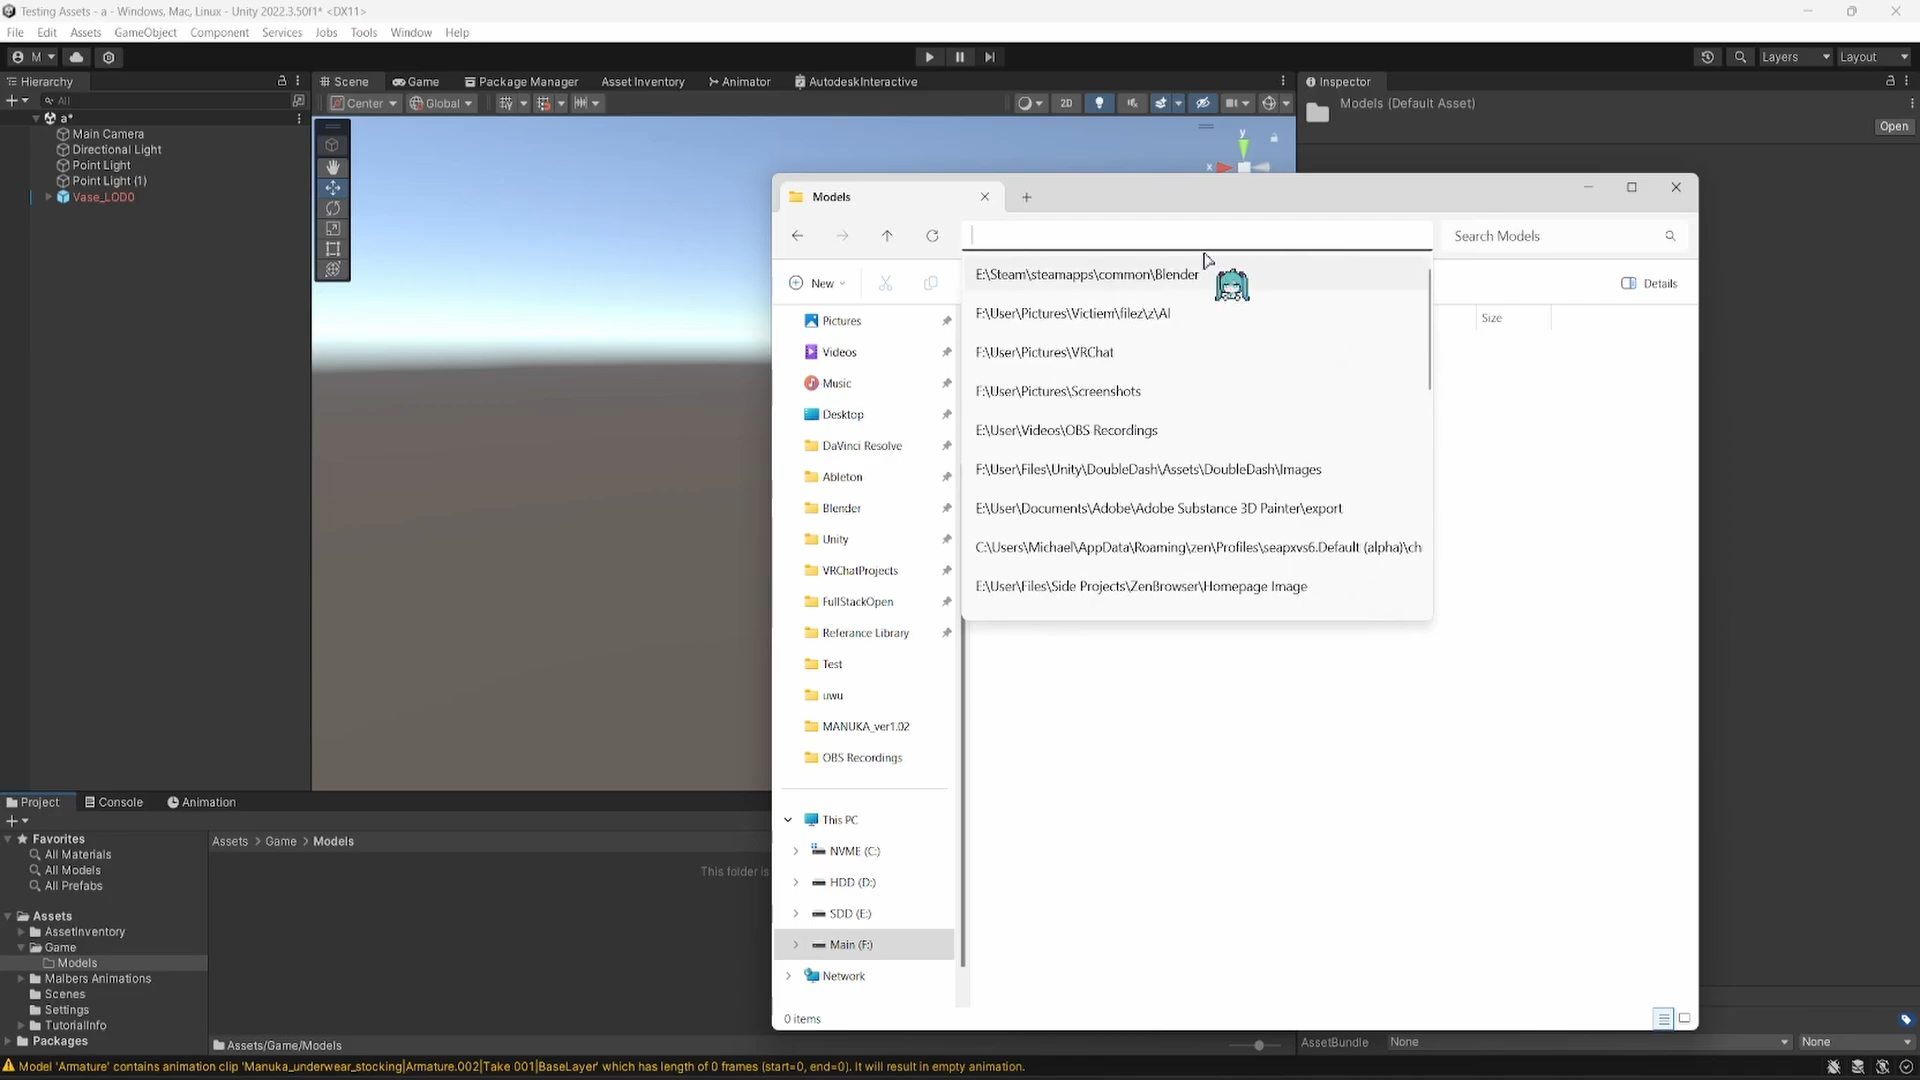 Testing Assets - a - Windows, Mac, Linux - Unity 2022.3.50f1* <DX11>
File Edit Assets GameObject Component Services Jobs Tools Window Help
M Layers Layout
Hierarchy Scene Game Package Manager Asset Inventory Animator AutodeskInteractive Inspector
All Center Global 2D Models (Default Asset)
a*
Open
Main Camera
Directional Light
Point Light
Point Light (1)
Vase_LOD0
y
x
Models
Search Models
New
Details
Size
E:\Steam\steamapps\common\Blender
F:\User\Pictures\Victiem\filez\z\AI
F:\User\Pictures\VRChat
F:\User\Pictures\Screenshots
E:\User\Videos\OBS Recordings
F:\User\Files\Unity\DoubleDash\Assets\DoubleDash\Images
E:\User\Documents\Adobe\Adobe Substance 3D Painter\export
C:\Users\Michael\AppData\Roaming\zen\Profiles\seapxvs6.Default (alpha)\ch
E:\User\Files\Side Projects\ZenBrowser\Homepage Image
Pictures
Videos
Music
Desktop
DaVinci Resolve
Ableton
Blender
Unity
VRChatProjects
FullStackOpen
Referance Library
Test
uwu
MANUKA_ver1.02
OBS Recordings
This PC
NVME (C:)
HDD (D:)
SDD (E:)
Main (F:)
Network
0 items
Project Console Animation
Favorites
All Materials
All Models
All Prefabs
Assets
AssetInventory
Game
Models
Malbers Animations
Scenes
Settings
TutorialInfo
Packages
Assets > Game > Models
This folder is
Assets/Game/Models
AssetBundle None None
Model 'Armature' contains animation clip 'Manuka_underwear_stocking|Armature.002|Take 001|BaseLayer' which has length of 0 frames (start=0, end=0). It will result in empty animation.